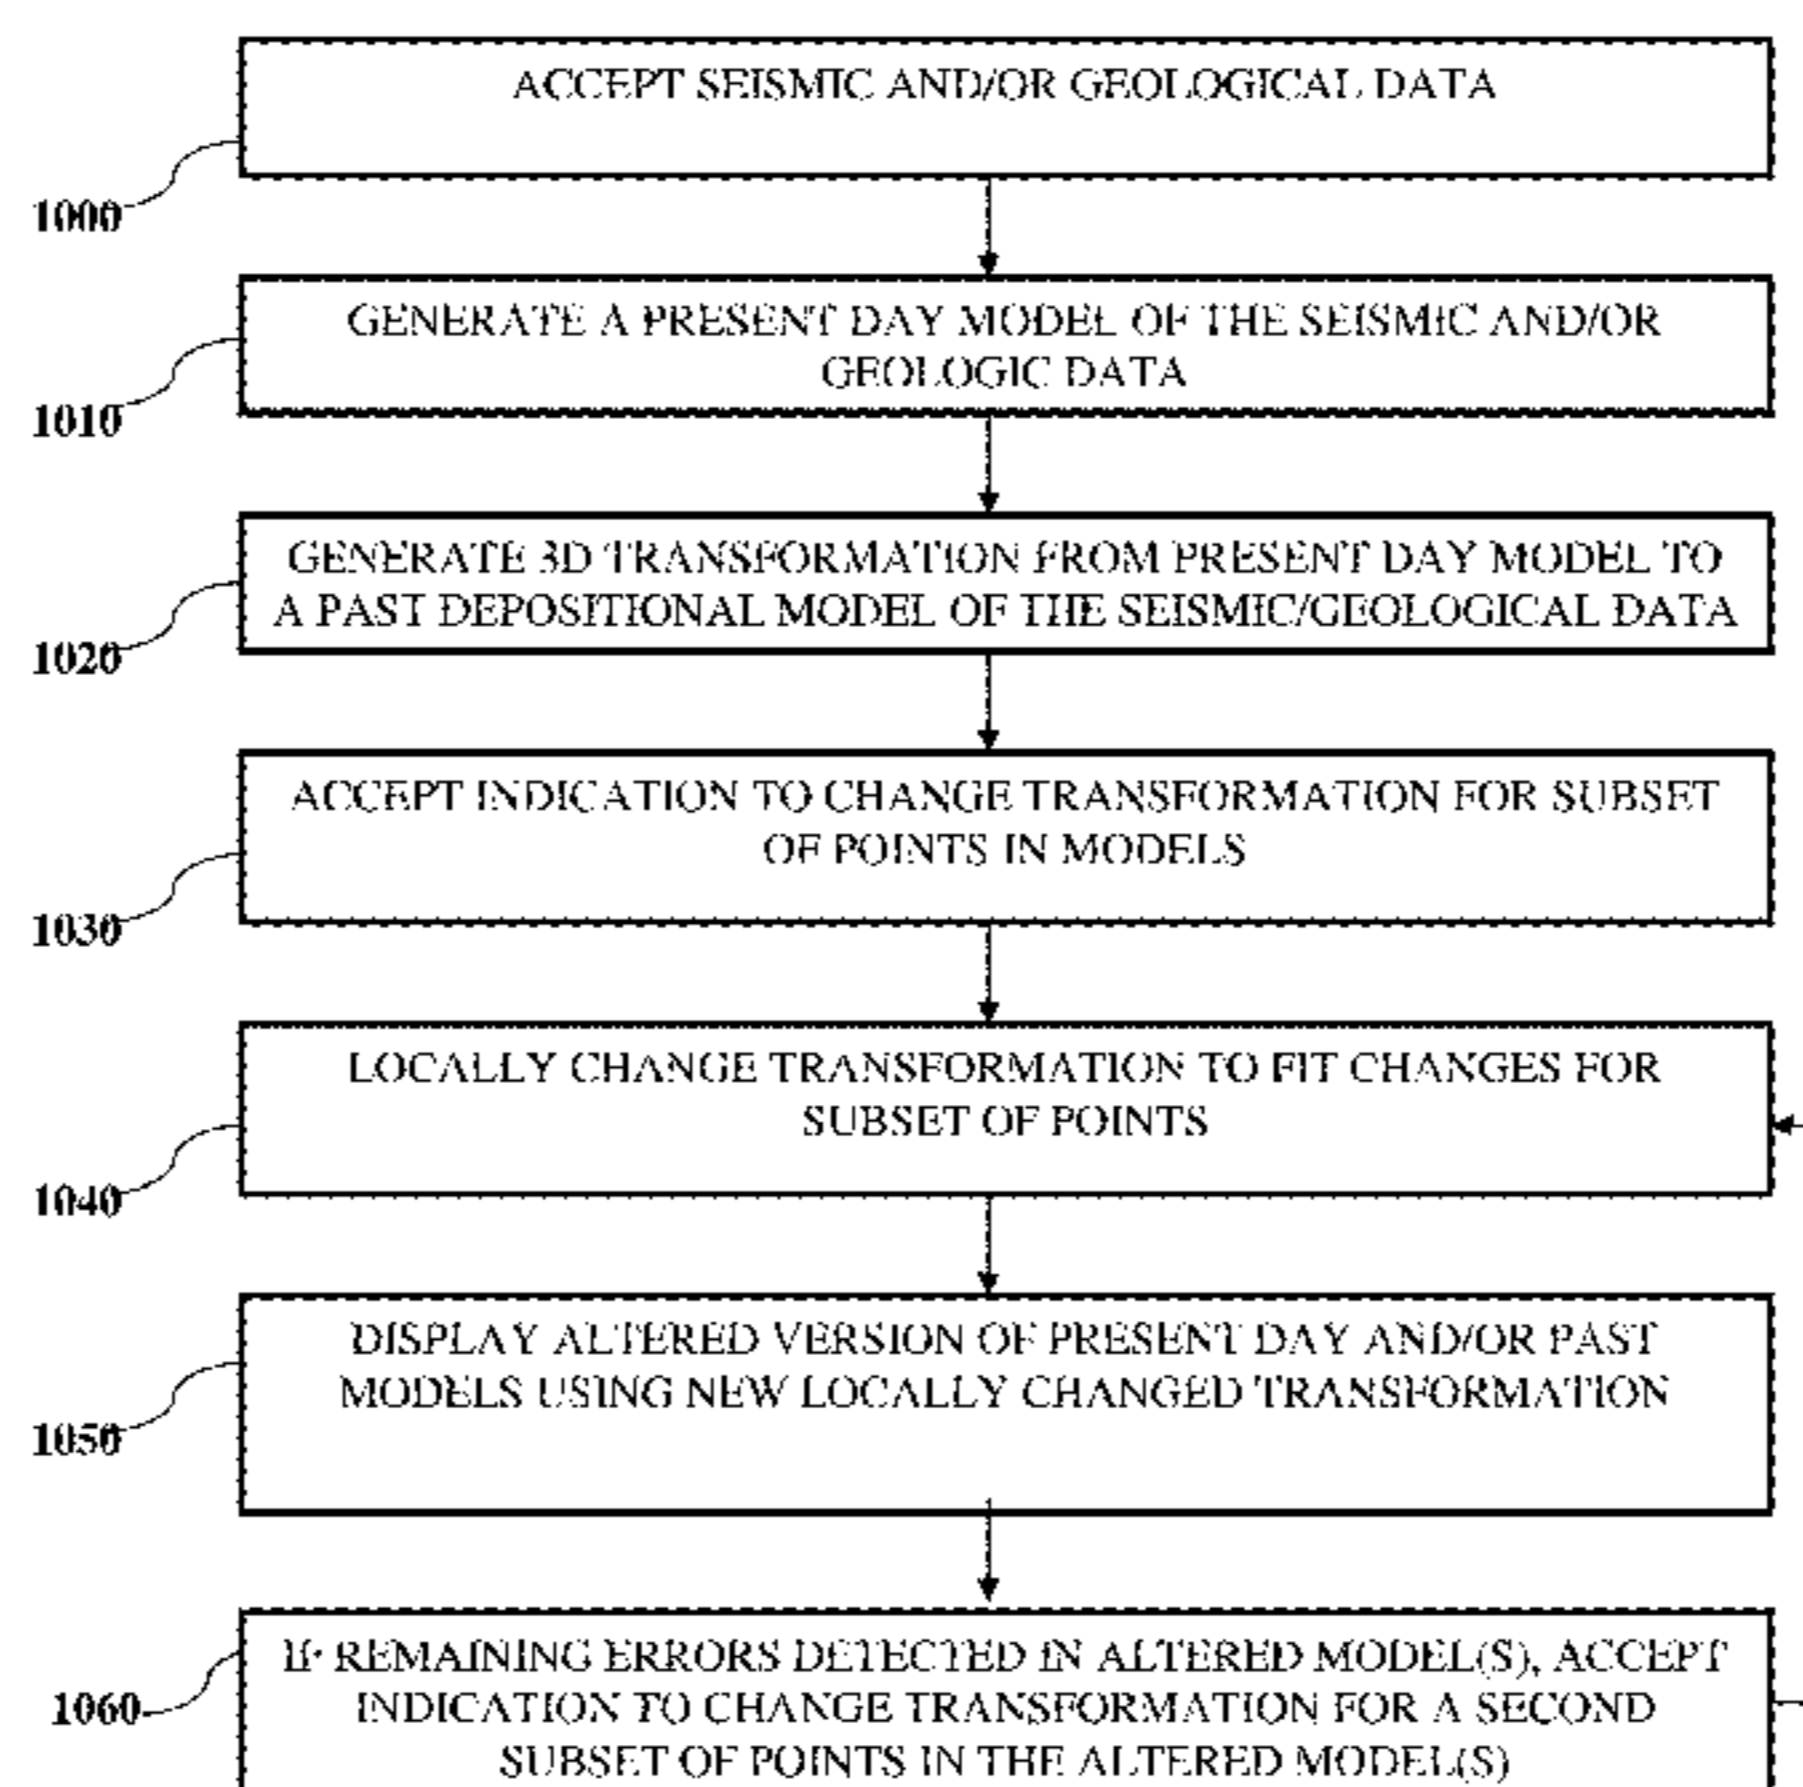 ACCEPT SEISMIC AND/OR GEOLOGICAL DATA
1000
GENERATE A PRESENT DAY MODEL OF THE SEISMIC AND/OR
GEOLOGIC DATA
1010
GENERATE 3D TRANSFORMATION FROM PRESENT DAY MODEL TO
A PAST DEPOSITIONAL MODEL OF THE SEISMIC/GEOLOGICAL DATA
1020
ACCEPT INDICATION TO CHANGE TRANSFORMATION FOR SUBSET
OF POINTS IN MODELS
1030
LOCALLY CHANGE TRANSFORMATION TO FIT CHANGES FOR
SUBSET OF POINTS
1040
DISPLAY ALTERED VERSION OF PRESENT DAY AND/OR PAST
MODELS USING NEW LOCALLY CHANGED TRANSFORMATION
1050
IF REMAINING ERRORS DETECTED IN ALTERED MODEL(S), ACCEPT
INDICATION TO CHANGE TRANSFORMATION FOR A SECOND
SUBSET OF POINTS IN THE ALTERED MODEL(S)
1060